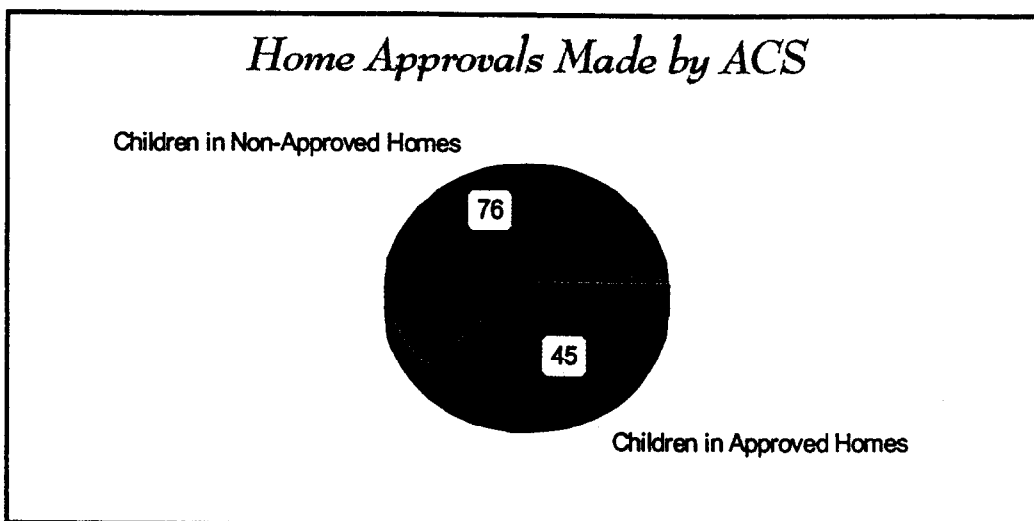 Home Approvals Made by ACS
Children in Non-Approved Homes
76
45
Children in Approved Homes